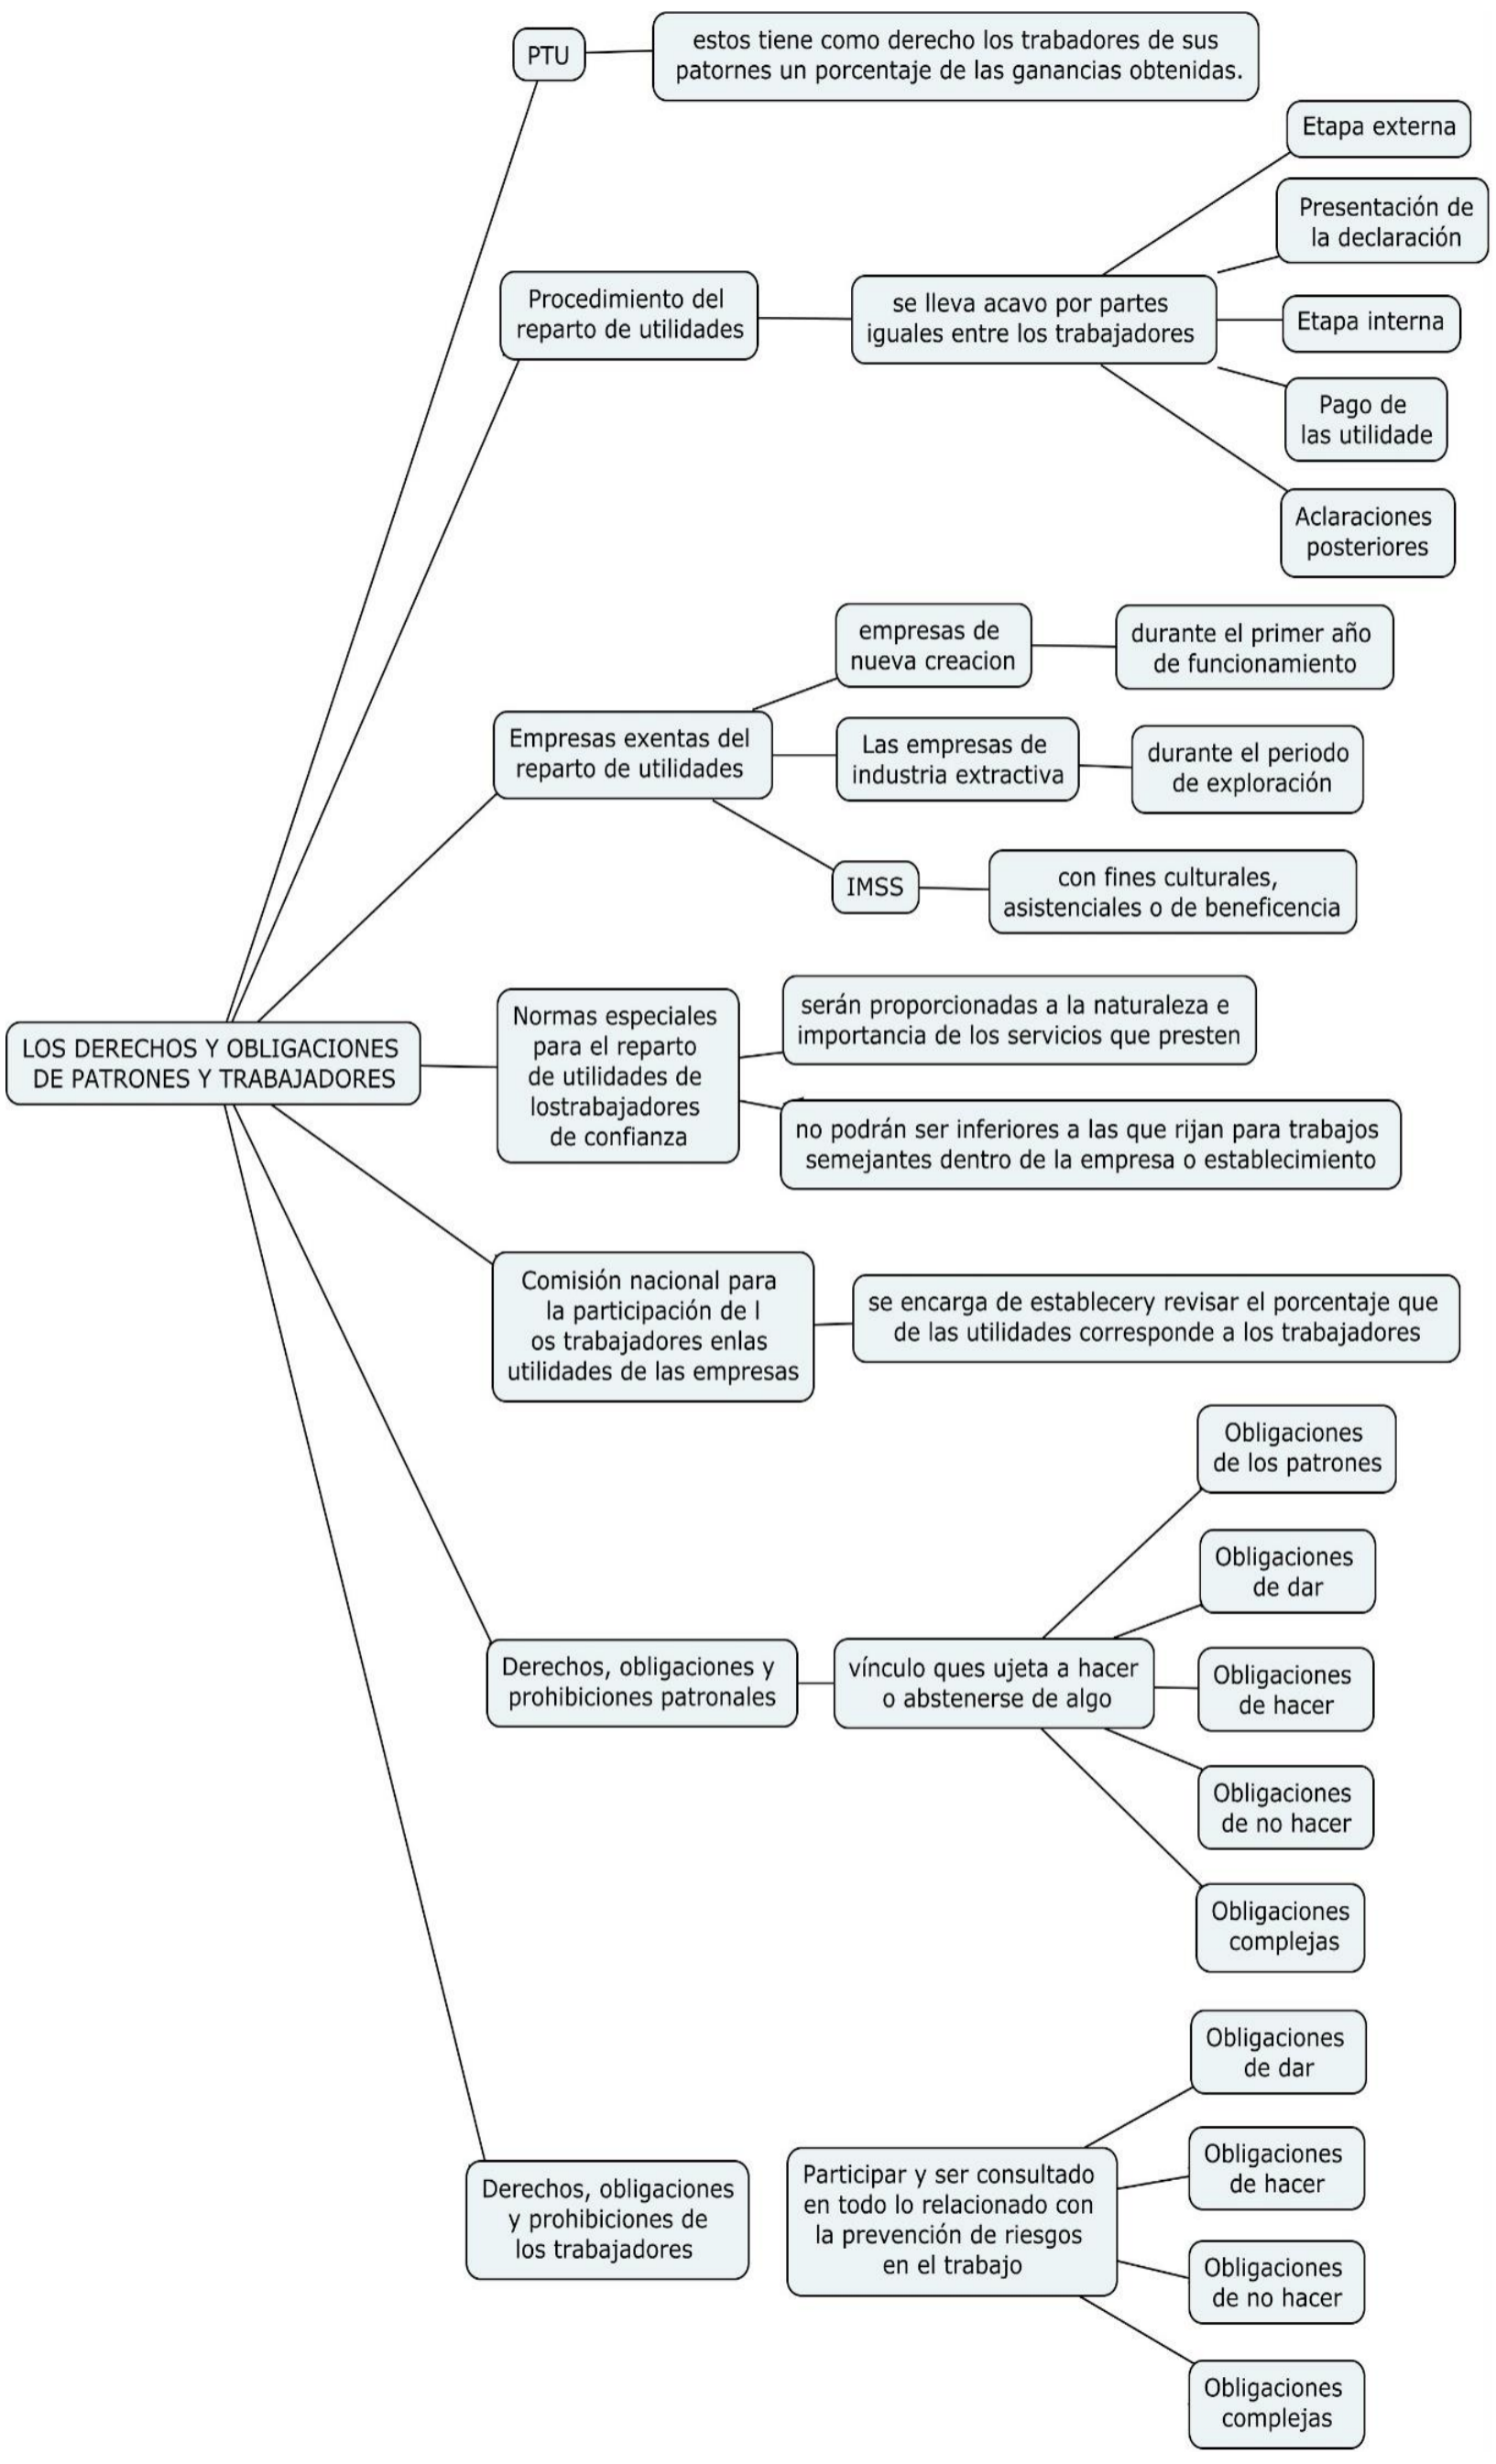 PTU
estos tiene como derecho los trabadores de sus
patornes un porcentaje de las ganancias obtenidas.
Procedimiento del
reparto de utilidades
se lleva acavo por partes
iguales entre los trabajadores
Etapa externa
Presentación de
la declaración
Etapa interna
Pago de
las utilidade
Aclaraciones
posteriores
Empresas exentas del
reparto de utilidades
empresas de
nueva creacion
durante el primer año
de funcionamiento
Las empresas de
industria extractiva
durante el periodo
de exploración
IMSS
con fines culturales,
asistenciales o de beneficencia
LOS DERECHOS Y OBLIGACIONES
DE PATRONES Y TRABAJADORES
Normas especiales
para el reparto
de utilidades de
lostrabajadores
de confianza
serán proporcionadas a la naturaleza e
importancia de los servicios que presten
no podrán ser inferiores a las que rijan para trabajos
semejantes dentro de la empresa o establecimiento
Comisión nacional para
la participación de l
os trabajadores enlas
utilidades de las empresas
se encarga de establecery revisar el porcentaje que
de las utilidades corresponde a los trabajadores
Derechos, obligaciones y
prohibiciones patronales
vínculo ques ujeta a hacer
o abstenerse de algo
Obligaciones
de los patrones
Obligaciones
de dar
Obligaciones
de hacer
Obligaciones
de no hacer
Obligaciones
complejas
Derechos, obligaciones
y prohibiciones de
los trabajadores
Participar y ser consultado
en todo lo relacionado con
la prevención de riesgos
en el trabajo
Obligaciones
de dar
Obligaciones
de hacer
Obligaciones
de no hacer
Obligaciones
complejas